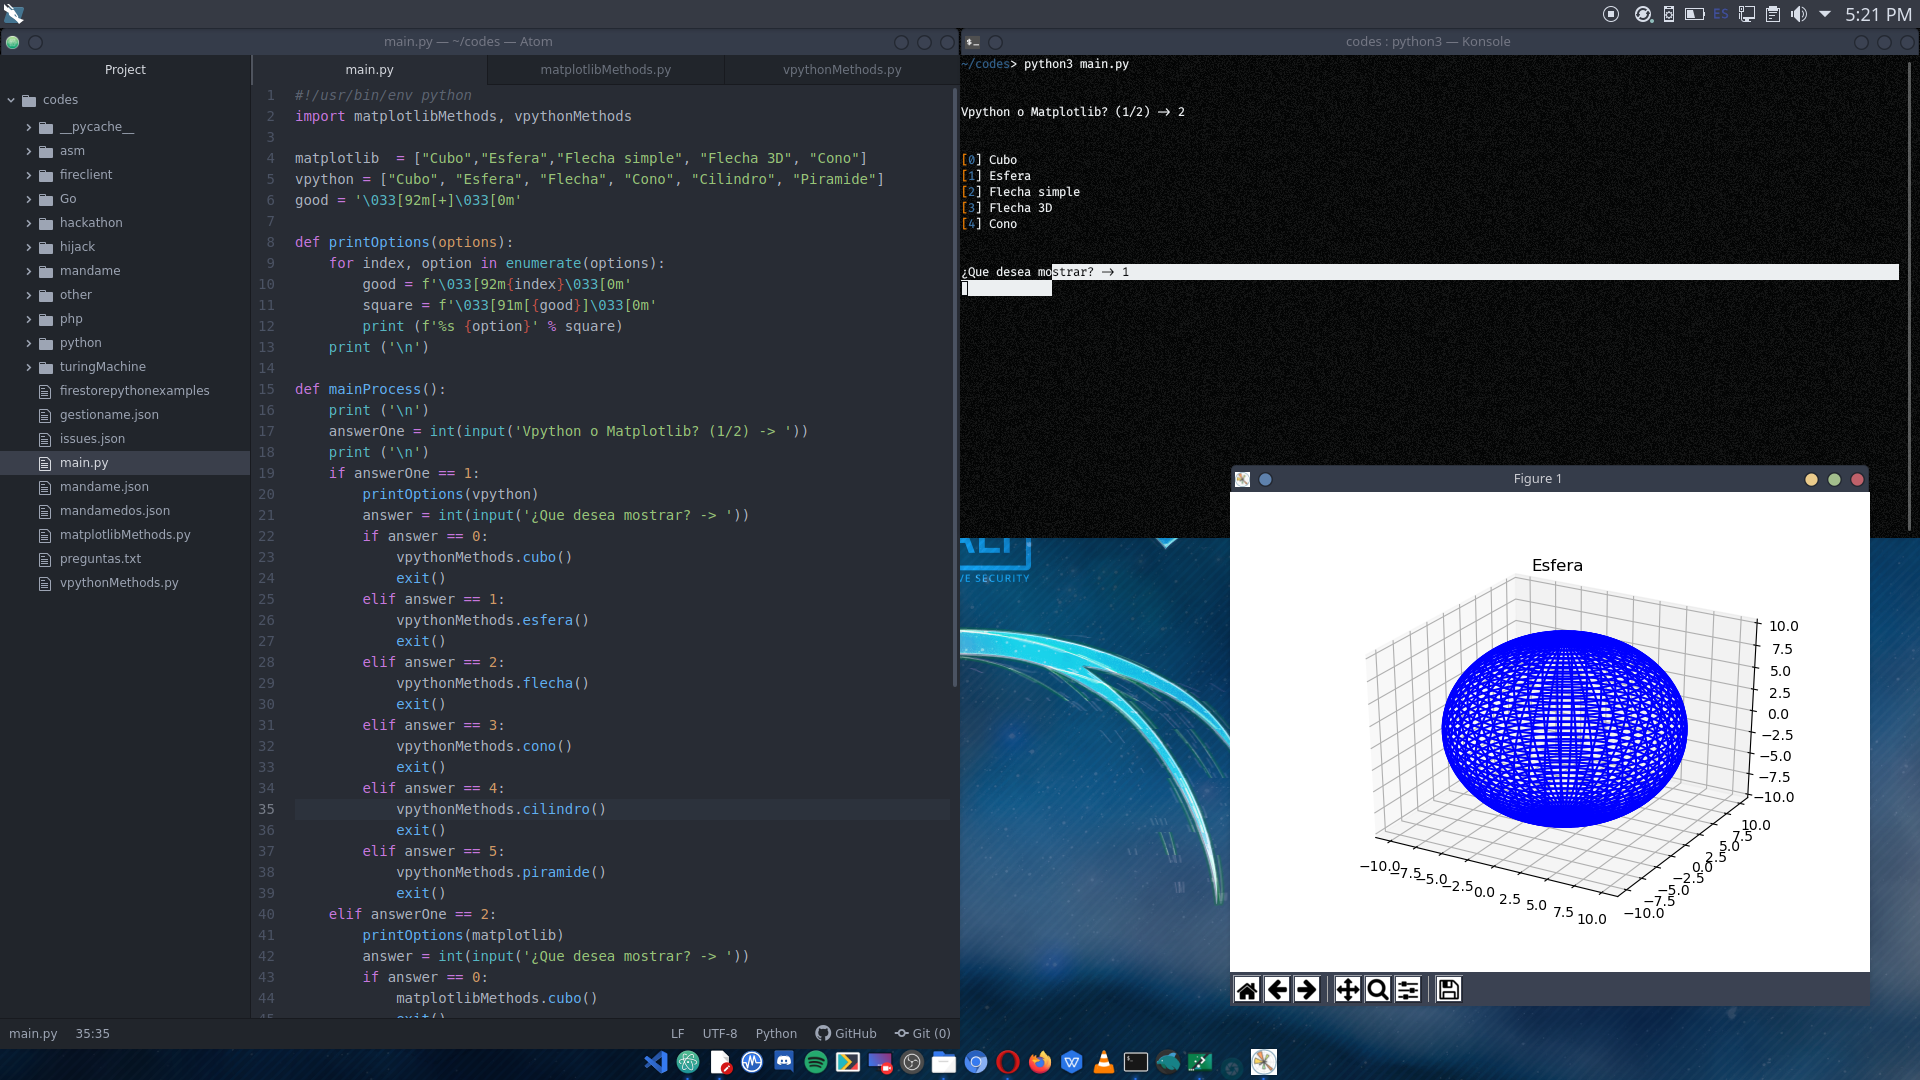 ES
5:21 PM
main.py — ~/codes — Atom
Project
codes
__pycache__
asm
fireclient
Go
hackathon
hijack
mandame
other
php
python
turingMachine
firestorepythonexamples
gestioname.json
issues.json
main.py
mandame.json
mandamedos.json
matplotlibMethods.py
preguntas.txt
vpythonMethods.py
main.py
matplotlibMethods.py
vpythonMethods.py
1 #!/usr/bin/env python
2 import matplotlibMethods, vpythonMethods
3
4 matplotlib  = ["Cubo","Esfera","Flecha simple", "Flecha 3D", "Cono"]
5 vpython = ["Cubo", "Esfera", "Flecha", "Cono", "Cilindro", "Piramide"]
6 good = '\033[92m[+]\033[0m'
7
8 def printOptions(options):
9     for index, option in enumerate(options):
10         good = f'\033[92m{index}\033[0m'
11         square = f'\033[91m[{good}]\033[0m'
12         print (f'%s {option}' % square)
13     print ('\n')
14
15 def mainProcess():
16     print ('\n')
17     answerOne = int(input('Vpython o Matplotlib? (1/2) -> '))
18     print ('\n')
19     if answerOne == 1:
20         printOptions(vpython)
21         answer = int(input('¿Que desea mostrar? -> '))
22         if answer == 0:
23             vpythonMethods.cubo()
24             exit()
25         elif answer == 1:
26             vpythonMethods.esfera()
27             exit()
28         elif answer == 2:
29             vpythonMethods.flecha()
30             exit()
31         elif answer == 3:
32             vpythonMethods.cono()
33             exit()
34         elif answer == 4:
35             vpythonMethods.cilindro()
36             exit()
37         elif answer == 5:
38             vpythonMethods.piramide()
39             exit()
40     elif answerOne == 2:
41         printOptions(matplotlib)
42         answer = int(input('¿Que desea mostrar? -> '))
43         if answer == 0:
44             matplotlibMethods.cubo()
45             exit()
main.py 35:35
LF UTF-8 Python GitHub Git (0)
codes : python3 — Konsole
~/codes> python3 main.py
Vpython o Matplotlib? (1/2) -> 2
[0] Cubo
[1] Esfera
[2] Flecha simple
[3] Flecha 3D
[4] Cono
¿Que desea mostrar? -> 1
VE SECURITY
Figure 1
Esfera
10.0
7.5
5.0
2.5
0.0
−2.5
−5.0
−7.5
−10.0
10.0
7.5
5.0
2.5
0.0
−2.5
−5.0
−7.5
−10.0
−10.0 −7.5 −5.0 −2.5 0.0 2.5 5.0 7.5 10.0